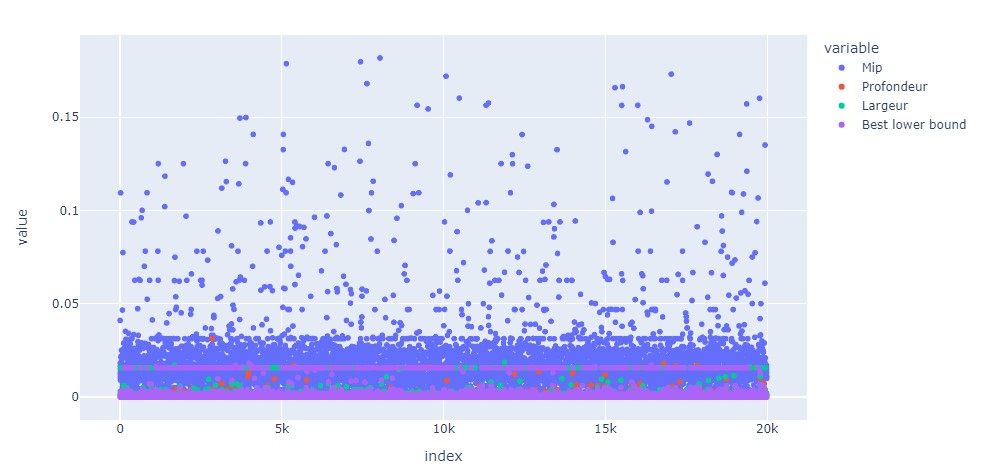 variable
Mip
Profondeur
Largeur
Best lower bound
0.15
0.1
0.05
0
value
0 5k 10k 15k 20k
index